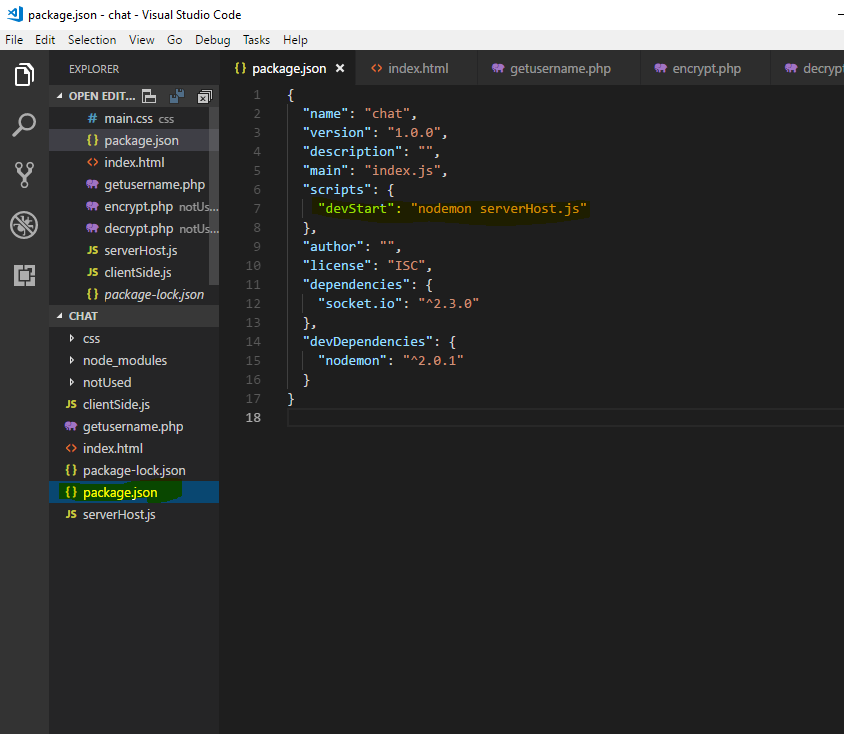 package.json - chat - Visual Studio Code
File Edit Selection View Go Debug Tasks Help
EXPLORER
OPEN EDIT...
# main.css css
{} package.json
<> index.html
getusername.php
encrypt.php notUs...
decrypt.php notUs...
JS serverHost.js
JS clientSide.js
{} package-lock.json
CHAT
css
node_modules
notUsed
JS clientSide.js
getusername.php
<> index.html
{} package-lock.json
{} package.json
JS serverHost.js
{} package.json × <> index.html getusername.php encrypt.php decrypt
1 {
2 "name": "chat",
3 "version": "1.0.0",
4 "description": "",
5 "main": "index.js",
6 "scripts": {
7 "devStart": "nodemon serverHost.js"
8 },
9 "author": "",
10 "license": "ISC",
11 "dependencies": {
12 "socket.io": "^2.3.0"
13 },
14 "devDependencies": {
15 "nodemon": "^2.0.1"
16 }
17 }
18